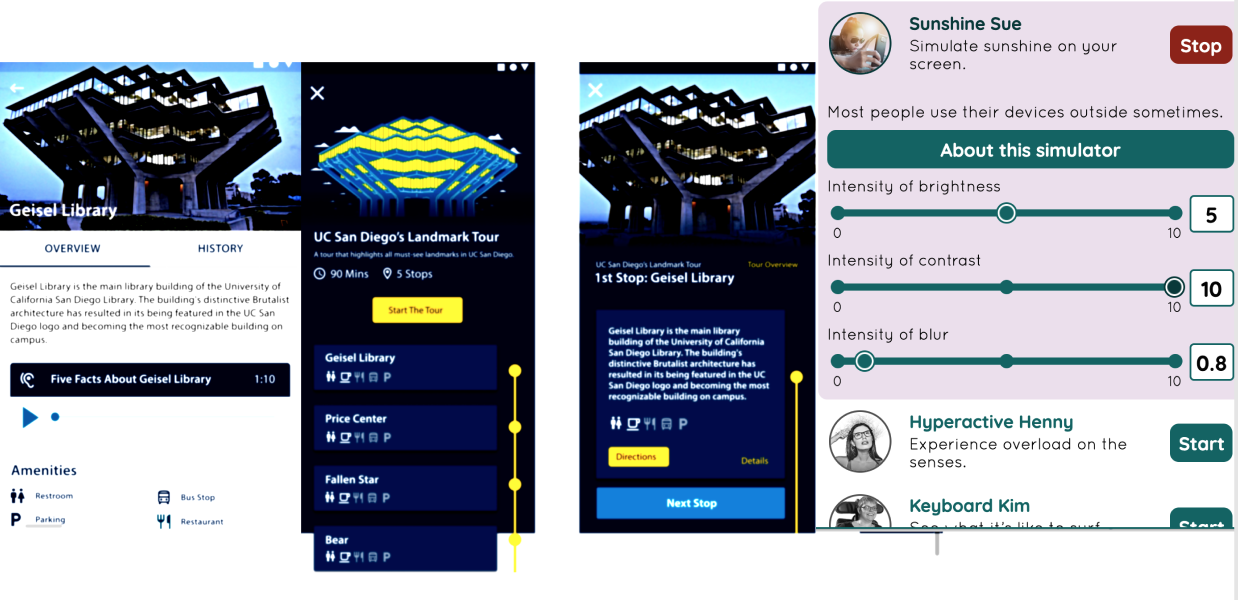 Geisel Library
OVERVIEW
HISTORY
Geisel Library is the main library building of the University of
California San Diego Library. The building's distinctive Brutalist
architecture has resulted in its being featured in the UC San
Diego logo and becoming the most recognizable building on
campus.
Five Facts About Geisel Library
1:10
Amenities
Restroom
Bus Stop
P
Parking
Restaurant
UC San Diego's Landmark Tour
A tour that highlights all must-see landmarks in UC San Diego.
90 Mins
5 Stops
Start The Tour
Geisel Library
P
Price Center
P
Fallen Star
P
Bear
P
UC San Diego's Landmark Tour
Tour Overview
1st Stop: Geisel Library
Geisel Library is the main library
building of the University of California
San Diego Library. The building's
distinctive Brutalist architecture has
resulted in its being featured in the UC
San Diego logo and becoming the most
recognizable building on campus.
P
Directions
Details
Next Stop
Sunshine Sue
Simulate sunshine on your
screen.
Stop
Most people use their devices outside sometimes.
About this simulator
Intensity of brightness
5
0
10
Intensity of contrast
10
0
10
Intensity of blur
0.8
0
10
Hyperactive Henny
Experience overload on the
senses.
Start
Keyboard Kim
See what it's like to surf
Start